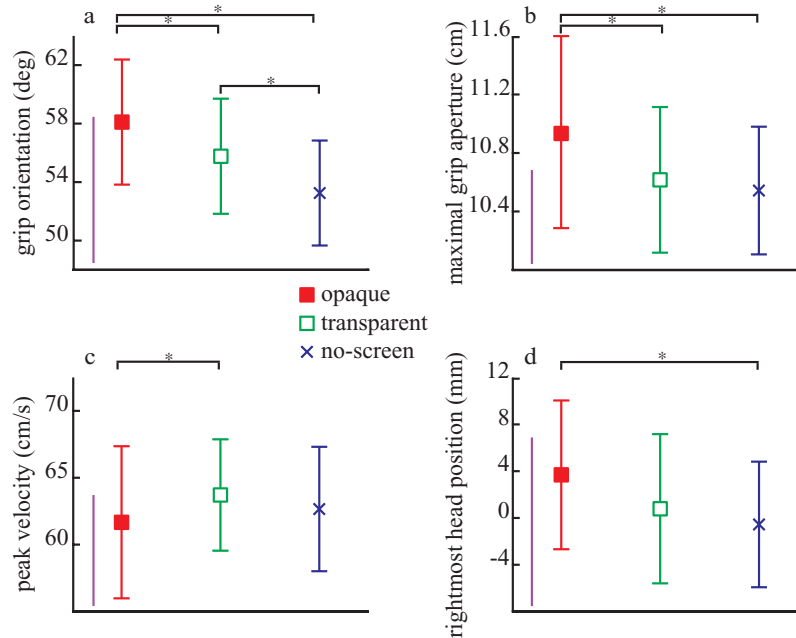 a
*
*
*
62
58
54
50
grip orientation (deg)
b
*
*
11.6
11.2
10.8
10.4
maximal grip aperture (cm)
opaque
transparent
no-screen
c
*
70
65
60
peak velocity (cm/s)
d
*
12
8
4
0
-4
rightmost head position (mm)